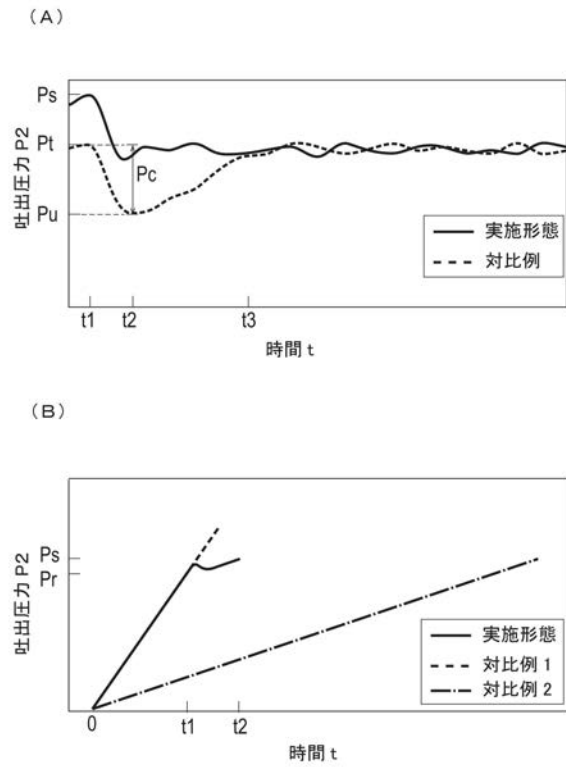 （A）
Ps
Pt
Pc
Pu
吐出圧力 P2
実施形態
対比例
t1 t2 t3
時間 t
（B）
Ps
Pr
吐出圧力 P2
実施形態
対比例 1
対比例 2
0 t1 t2
時間 t